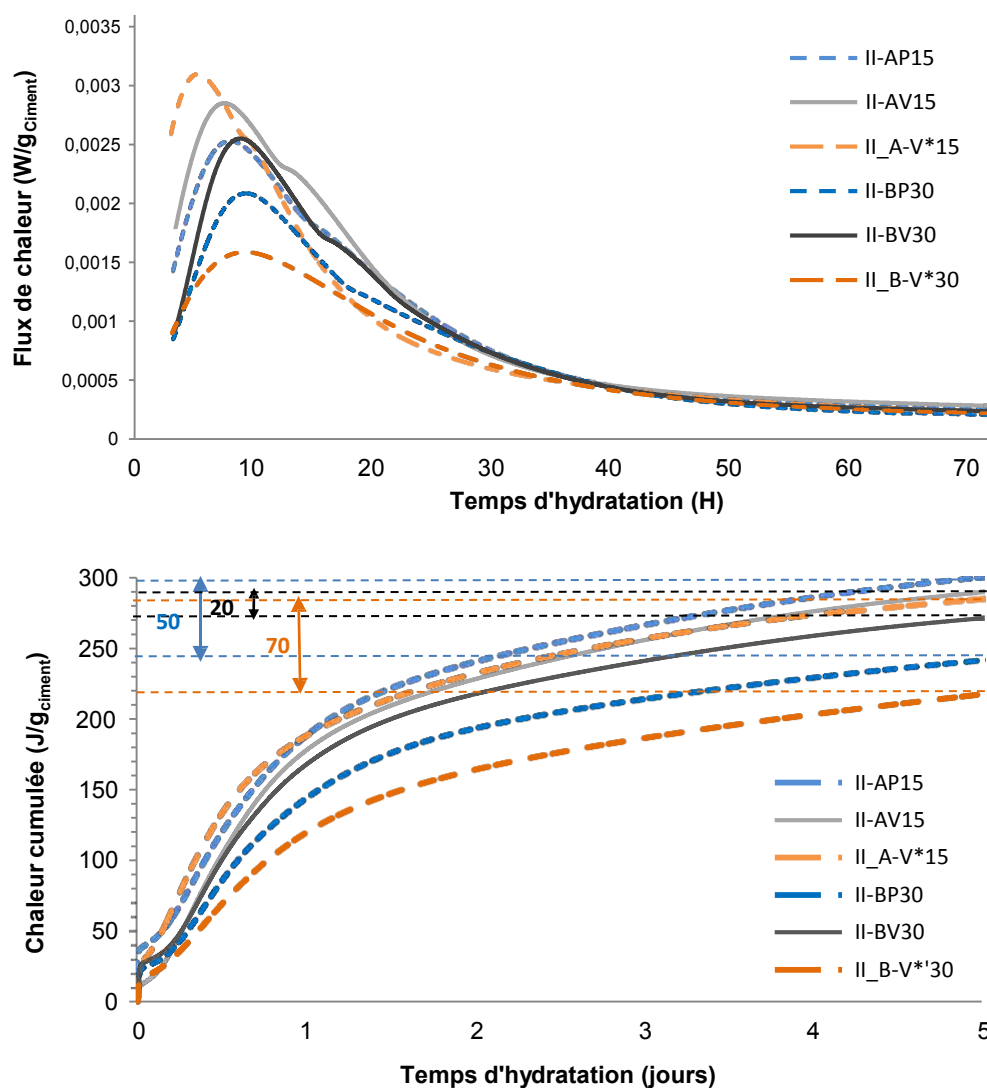 0,0035
0,003
0,0025
0,002
0,0015
0,001
0,0005
0
Flux de chaleur (W/gCiment)
II-AP15
II-AV15
II_A-V*15
II-BP30
II-BV30
II_B-V*30
0 10 20 30 40 50 60 70
Temps d'hydratation (H)
300
250
200
150
100
50
0
Chaleur cumulée (J/gciment)
50
20
70
II-AP15
II-AV15
II_A-V*15
II-BP30
II-BV30
II_B-V*'30
0 1 2 3 4 5
Temps d'hydratation (jours)